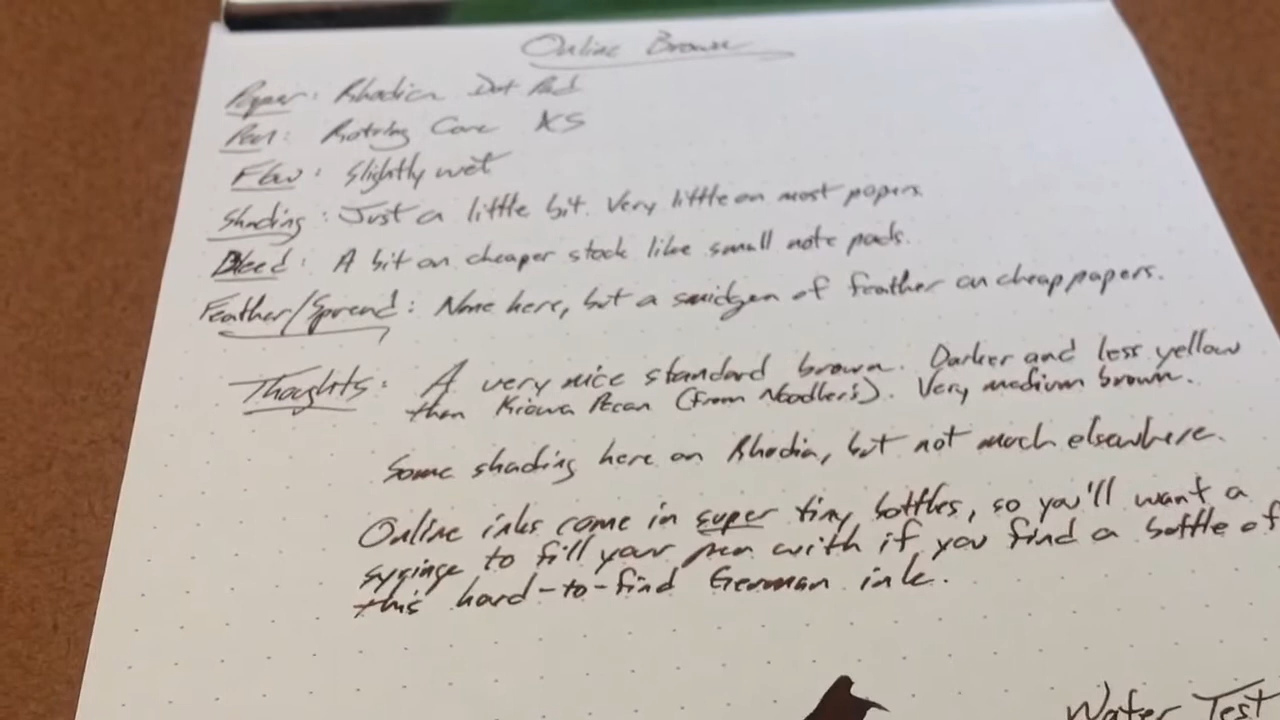 Online Brown
Paper: Rhodia Dot Pad
Pen: Rotring Core XS
Flow: Slightly wet
Shading: Just a little bit. Very little on most papers.
Bleed: A bit on cheaper stock like small note pads.
Feather/Spread: None here, but a smidgen of feather on cheap papers.
Thoughts: A very nice standard brown. Darker and less yellow
than Kiowa Pecan (from Noodler's). Very medium brown.
Some shading here on Rhodia, but not much elsewhere.
Online inks come in super tiny bottles, so you'll want a
syringe to fill your pen with if you find a bottle of
this hard-to-find German ink.
Water Test